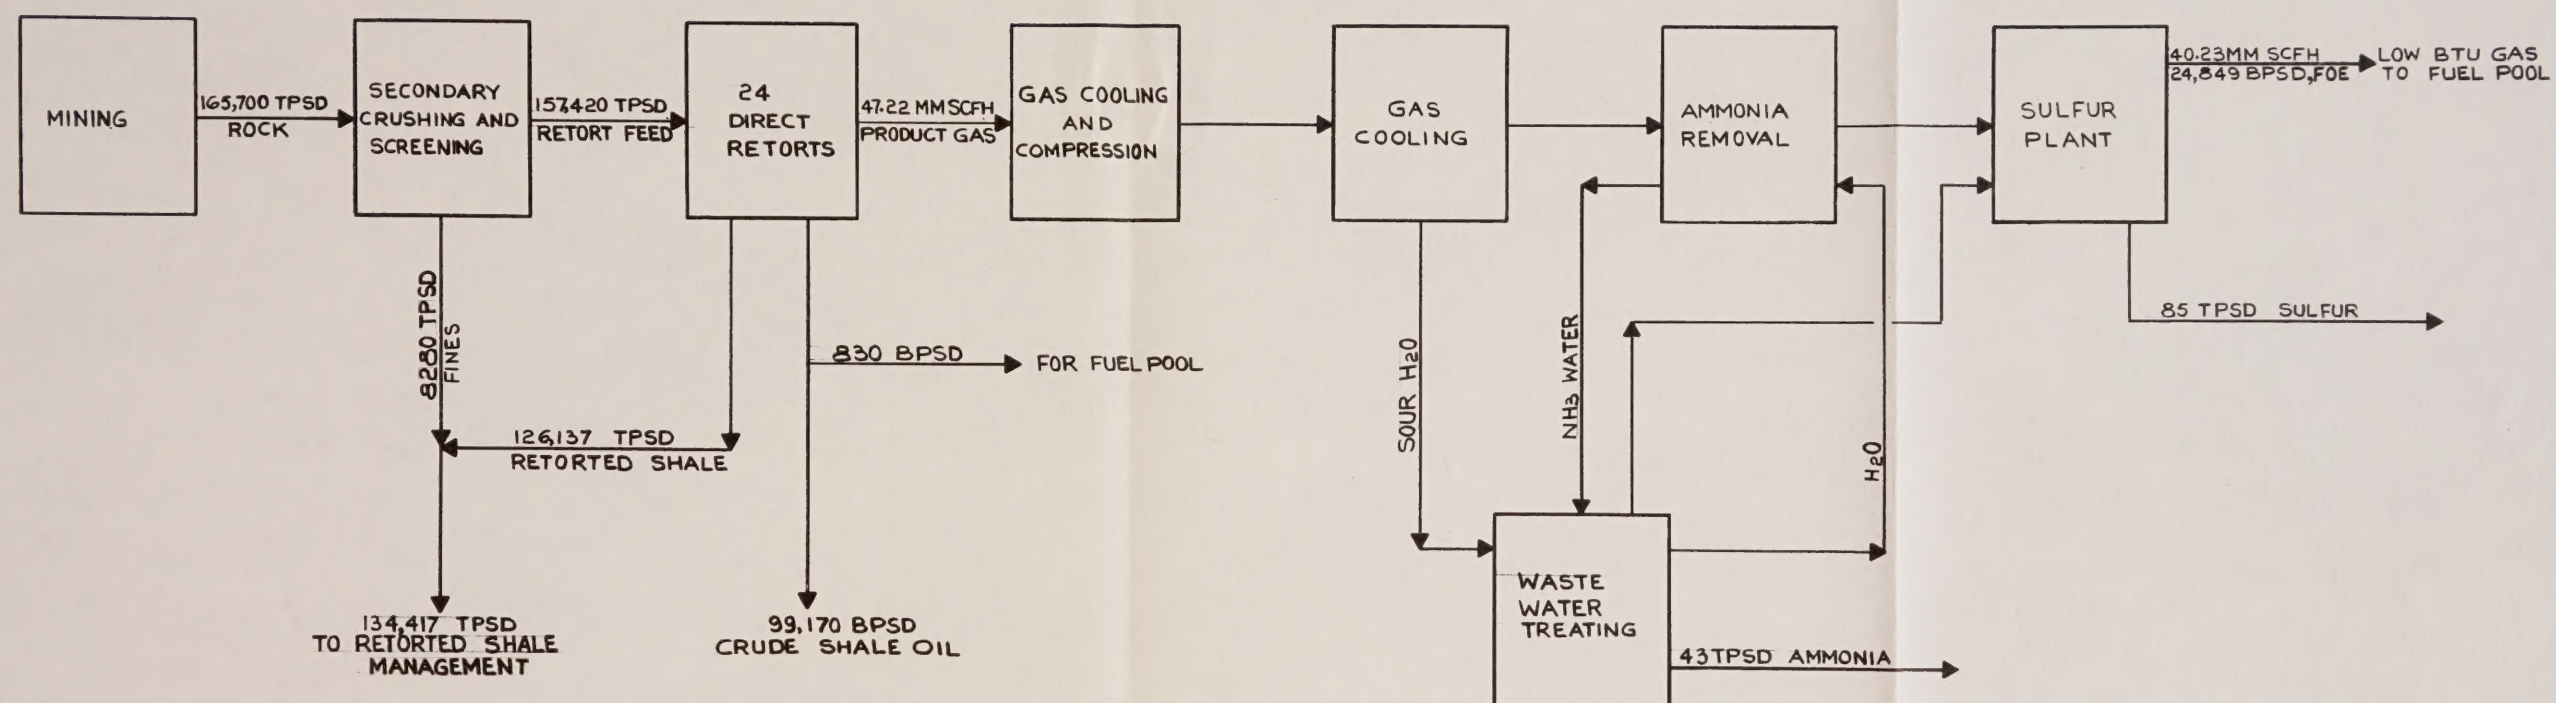 MINING
165,700 TPSD
ROCK
SECONDARY
CRUSHING AND
SCREENING
157,420 TPSD
RETORT FEED
24
DIRECT
RETORTS
47.22 MM SCFH
PRODUCT GAS
GAS COOLING
AND
COMPRESSION
GAS
COOLING
AMMONIA
REMOVAL
SULFUR
PLANT
40.23MM SCFH
24,849 BPSD,FOE
LOW BTU GAS
TO FUEL POOL
8280 TPSD
FINES
126,137 TPSD
RETORTED SHALE
830 BPSD
FOR FUEL POOL
SOUR H2O
NH3 WATER
H2O
85 TPSD SULFUR
134,417 TPSD
TO RETORTED SHALE
MANAGEMENT
99,170 BPSD
CRUDE SHALE OIL
WASTE
WATER
TREATING
43 TPSD AMMONIA